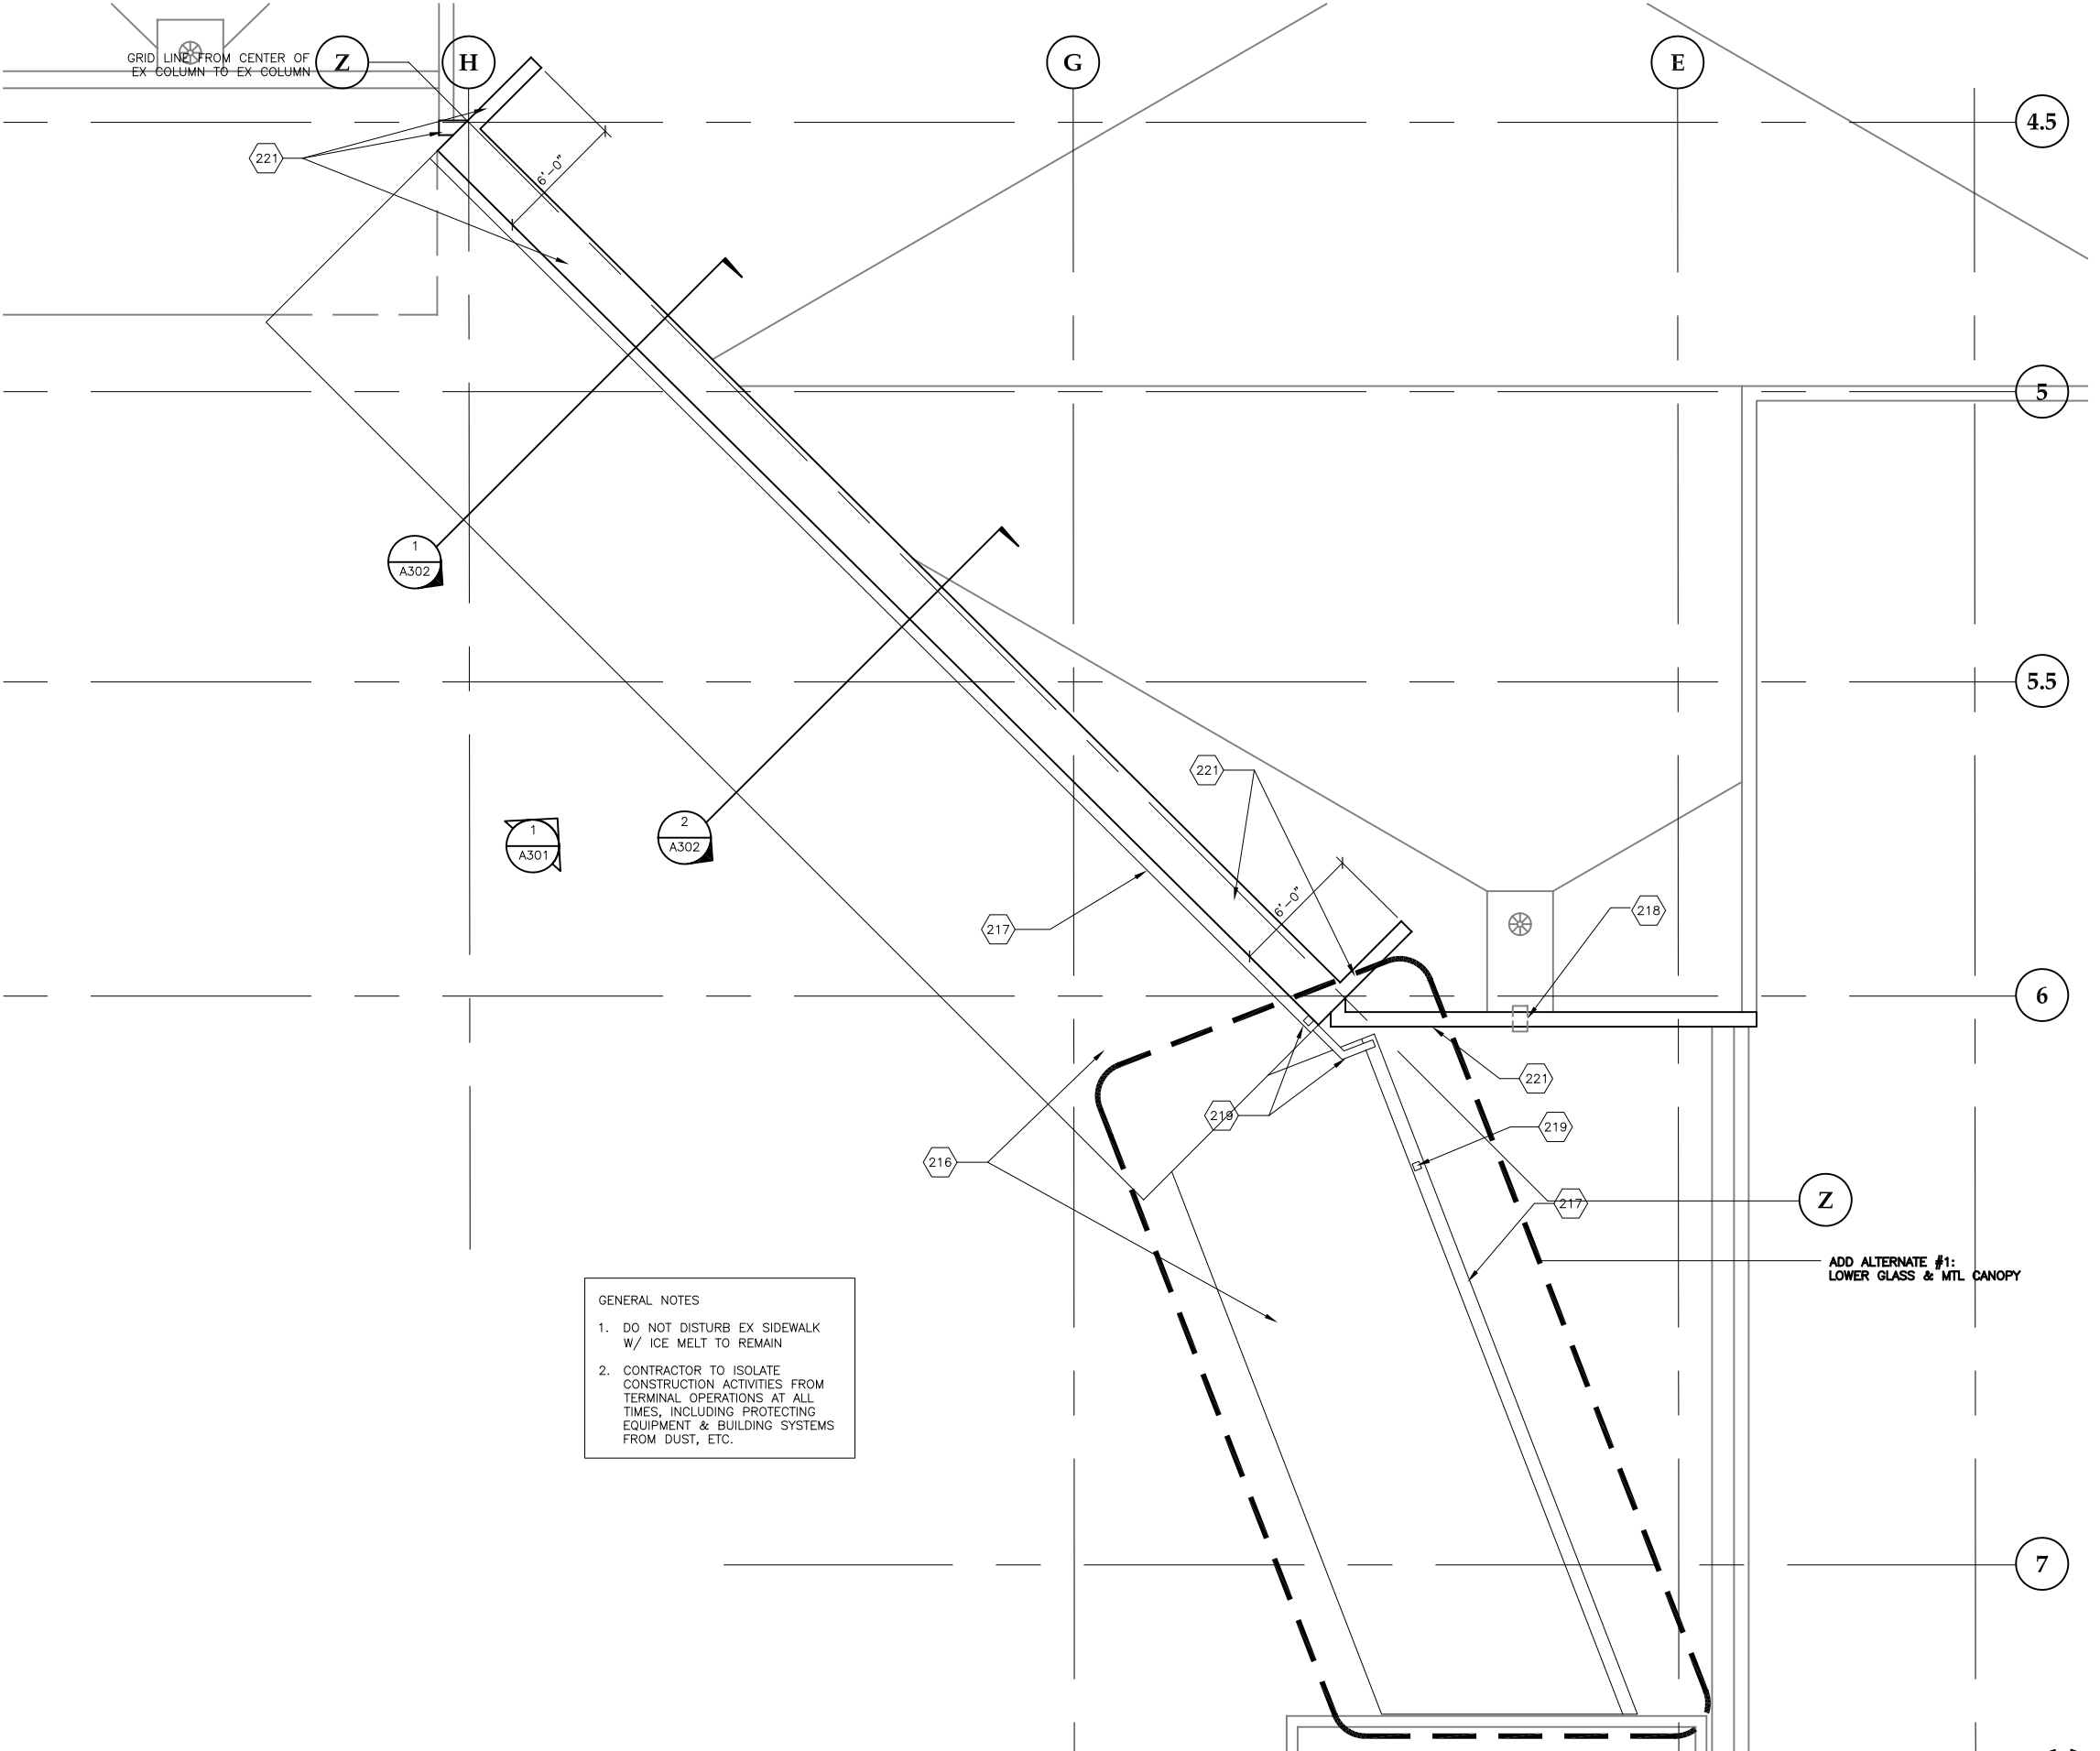 GRID LINE FROM CENTER OF
EX COLUMN TO EX COLUMN
Z
H
G
E
4.5
221
6'-0"
5
1
A302
5.5
221
1
A301
2
A302
6'-0"
217
218
6
221
219
219
216
217
Z
ADD ALTERNATE #1:
LOWER GLASS & MTL CANOPY
GENERAL NOTES
1. DO NOT DISTURB EX SIDEWALK
W/ ICE MELT TO REMAIN
2. CONTRACTOR TO ISOLATE
CONSTRUCTION ACTIVITIES FROM
TERMINAL OPERATIONS AT ALL
TIMES, INCLUDING PROTECTING
EQUIPMENT & BUILDING SYSTEMS
FROM DUST, ETC.
7